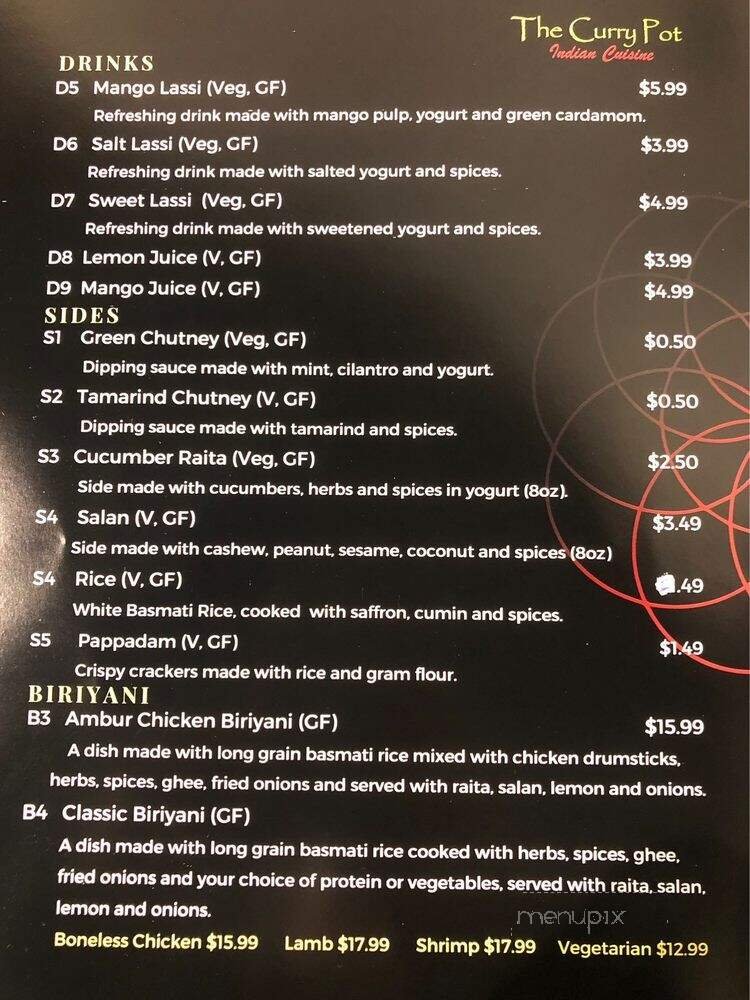 The Curry Pot
Indian Cuisine
DRINKS
D5 Mango Lassi (Veg, GF) $5.99
Refreshing drink made with mango pulp, yogurt and green cardamom.
D6 Salt Lassi (Veg, GF) $3.99
Refreshing drink made with salted yogurt and spices.
D7 Sweet Lassi (Veg, GF) $4.99
Refreshing drink made with sweetened yogurt and spices.
D8 Lemon Juice (V, GF) $3.99
D9 Mango Juice (V, GF) $4.99
SIDES
S1 Green Chutney (Veg, GF) $0.50
Dipping sauce made with mint, cilantro and yogurt.
S2 Tamarind Chutney (V, GF) $0.50
Dipping sauce made with tamarind and spices.
S3 Cucumber Raita (Veg, GF) $2.50
Side made with cucumbers, herbs and spices in yogurt (8oz).
S4 Salan (V, GF) $3.49
Side made with cashew, peanut, sesame, coconut and spices (8oz)
S4 Rice (V, GF) .49
White Basmati Rice, cooked with saffron, cumin and spices.
S5 Pappadam (V, GF) $1.49
Crispy crackers made with rice and gram flour.
BIRIYANI
B3 Ambur Chicken Biriyani (GF) $15.99
A dish made with long grain basmati rice mixed with chicken drumsticks,
herbs, spices, ghee, fried onions and served with raita, salan, lemon and onions.
B4 Classic Biriyani (GF)
A dish made with long grain basmati rice cooked with herbs, spices, ghee,
fried onions and your choice of protein or vegetables, served with raita, salan,
lemon and onions.
menupix
Boneless Chicken $15.99 Lamb $17.99 Shrimp $17.99 Vegetarian $12.99